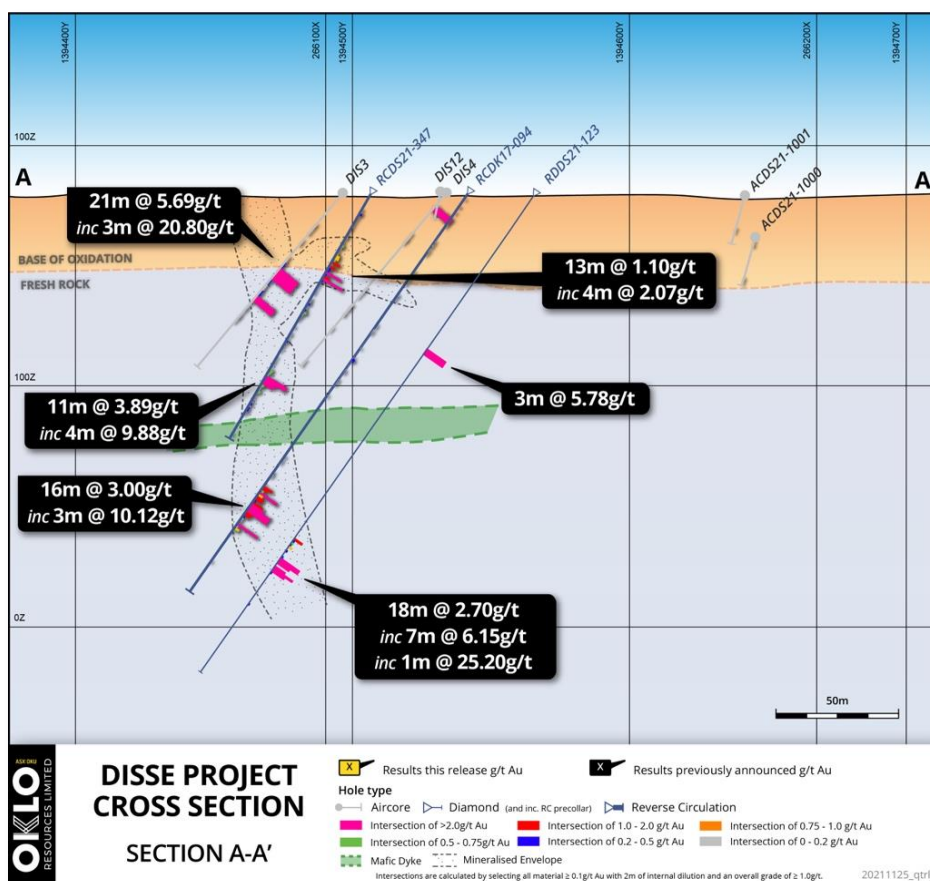 1394400Y
266100X
1394500Y
1394600Y
266200X
1394700Y
100Z
A
A
DIS3
RCDS21-347
DIS12
DIS4
RCDK17-094
RDDS21-123
ACDS21-1001
ACDS21-1000
21m @ 5.69g/t
inc 3m @ 20.80g/t
BASE OF OXIDATION
FRESH ROCK
13m @ 1.10g/t
inc 4m @ 2.07g/t
100Z
11m @ 3.89g/t
inc 4m @ 9.88g/t
3m @ 5.78g/t
16m @ 3.00g/t
inc 3m @ 10.12g/t
18m @ 2.70g/t
inc 7m @ 6.15g/t
inc 1m @ 25.20g/t
0Z
50m
ASX OKU
OKLO
RESOURCES LIMITED
DISSE PROJECT
CROSS SECTION
SECTION A-A'
X Results this release g/t Au
X Results previously announced g/t Au
Hole type
Aircore Diamond (and inc. RC precollar) Reverse Circulation
Intersection of >2.0g/t Au Intersection of 1.0 - 2.0 g/t Au Intersection of 0.75 - 1.0 g/t Au
Intersection of 0.5 - 0.75g/t Au Intersection of 0.2 - 0.5 g/t Au Intersection of 0 - 0.2 g/t Au
Mafic Dyke Mineralised Envelope
Intersections are calculated by selecting all material ≥ 0.1g/t Au with 2m of internal dilution and an overall grade of ≥ 1.0g/t.
20211125_qtrl